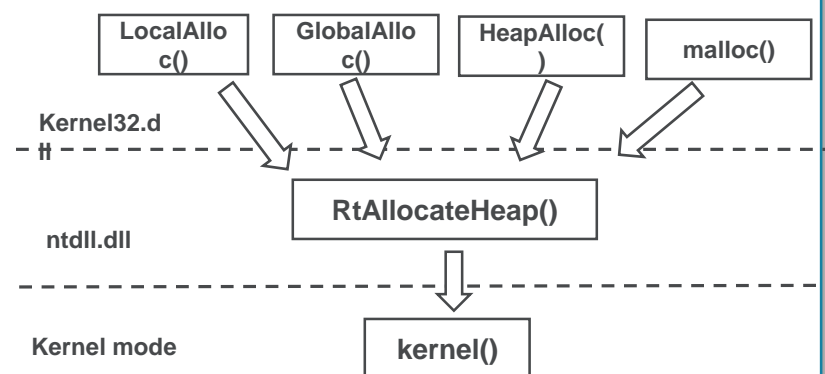 LocalAllo
c()
GlobalAllo
c()
HeapAlloc(
)
malloc()
Kernel32.d
ll
RtAllocateHeap()
ntdll.dll
Kernel mode
kernel()